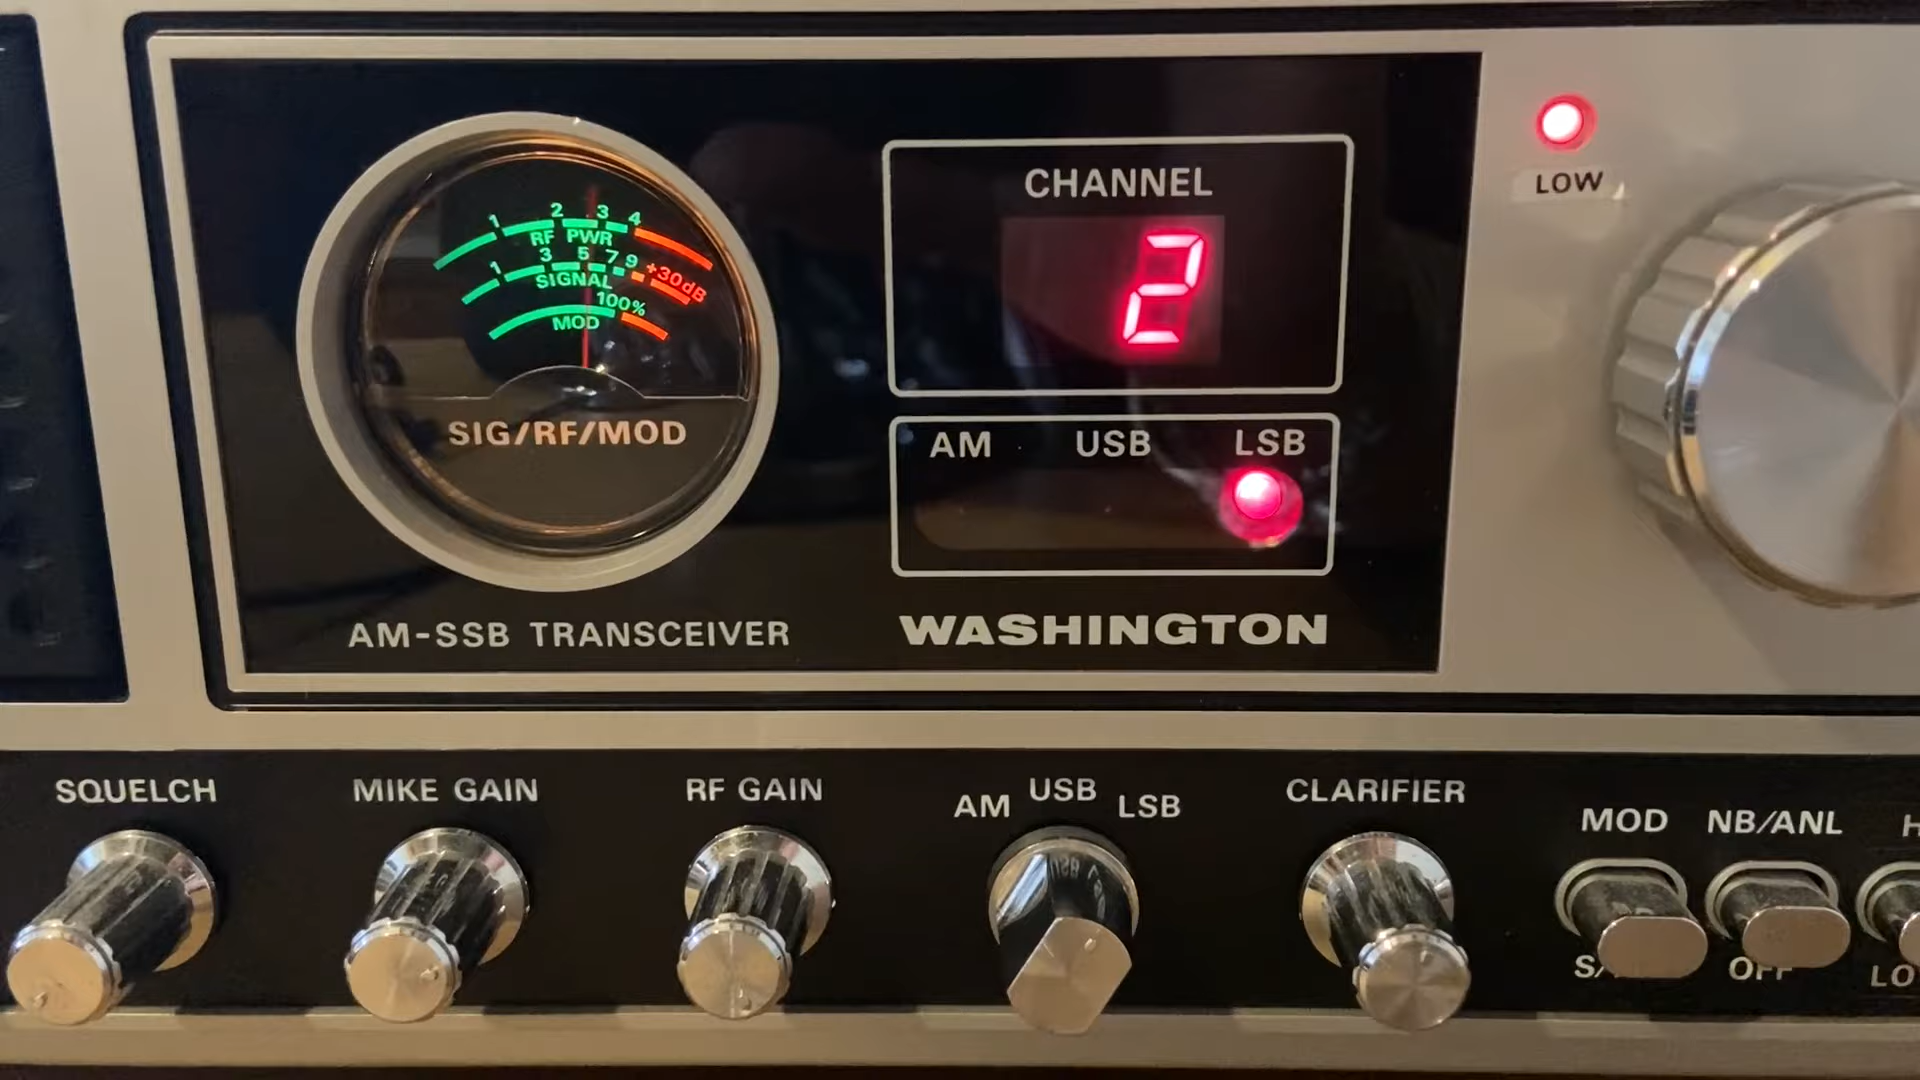 CHANNEL
2
LOW
1 2 3 4
RF PWR
1 3 5 7 9 +30dB
SIGNAL
100%
MOD
SIG/RF/MOD
AM USB LSB
AM-SSB TRANSCEIVER
WASHINGTON
SQUELCH
MIKE GAIN
RF GAIN
AM USB LSB
CLARIFIER
MOD
NB/ANL
OFF